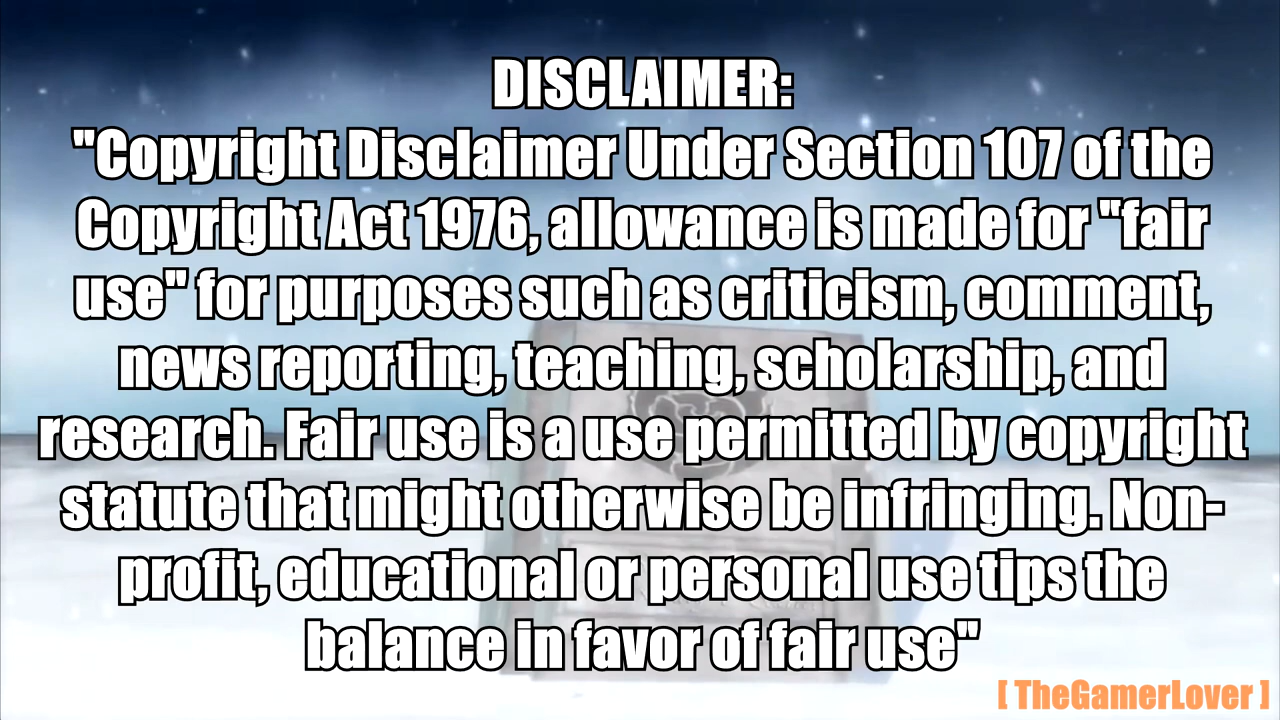 DISCLAIMER:
"Copyright Disclaimer Under Section 107 of the
Copyright Act 1976, allowance is made for "fair
use" for purposes such as criticism, comment,
news reporting, teaching, scholarship, and
research. Fair use is a use permitted by copyright
statute that might otherwise be infringing. Non-
profit, educational or personal use tips the
balance in favor of fair use"
[ TheGamerLover ]